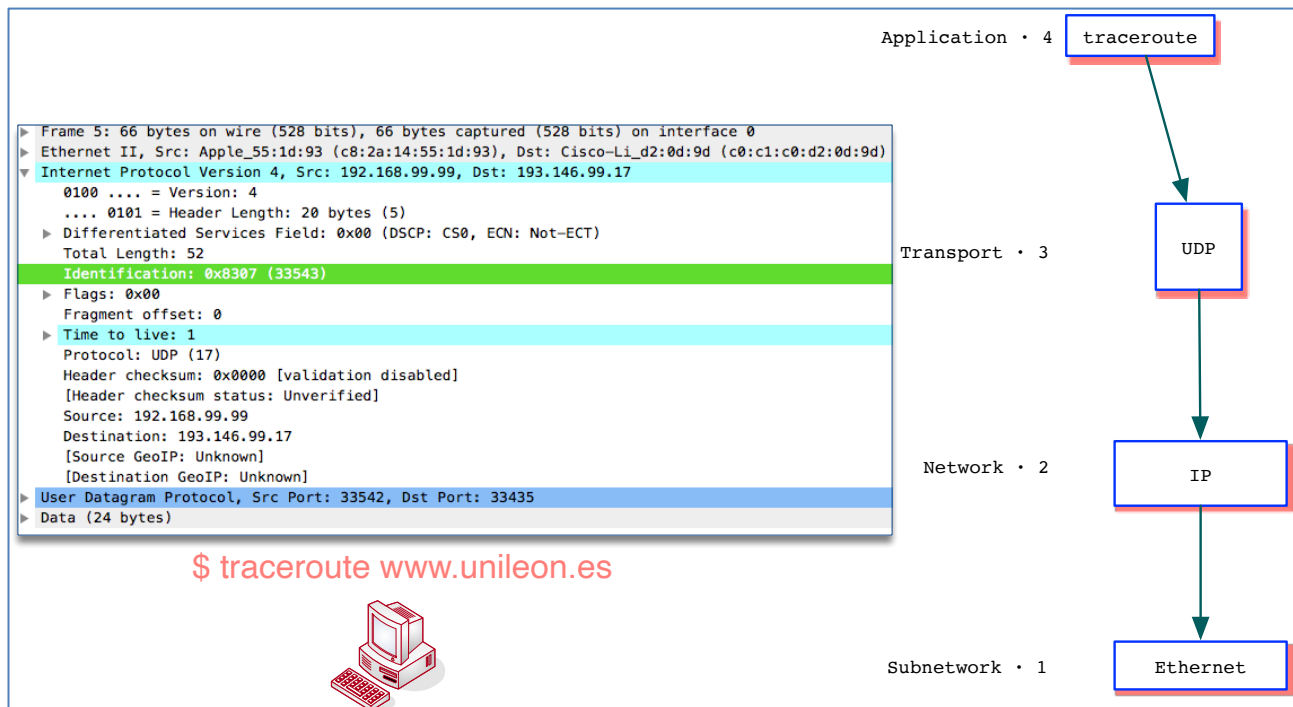 Application · 4
traceroute
Frame 5: 66 bytes on wire (528 bits), 66 bytes captured (528 bits) on interface 0
Ethernet II, Src: Apple_55:1d:93 (c8:2a:14:55:1d:93), Dst: Cisco-Li_d2:0d:9d (c0:c1:c0:d2:0d:9d)
Internet Protocol Version 4, Src: 192.168.99.99, Dst: 193.146.99.17
0100 .... = Version: 4
.... 0101 = Header Length: 20 bytes (5)
Differentiated Services Field: 0x00 (DSCP: CS0, ECN: Not-ECT)
Total Length: 52
Identification: 0x8307 (33543)
Flags: 0x00
Fragment offset: 0
Time to live: 1
Protocol: UDP (17)
Header checksum: 0x0000 [validation disabled]
[Header checksum status: Unverified]
Source: 192.168.99.99
Destination: 193.146.99.17
[Source GeoIP: Unknown]
[Destination GeoIP: Unknown]
User Datagram Protocol, Src Port: 33542, Dst Port: 33435
Data (24 bytes)
Transport · 3
UDP
Network · 2
IP
$ traceroute www.unileon.es
Subnetwork · 1
Ethernet